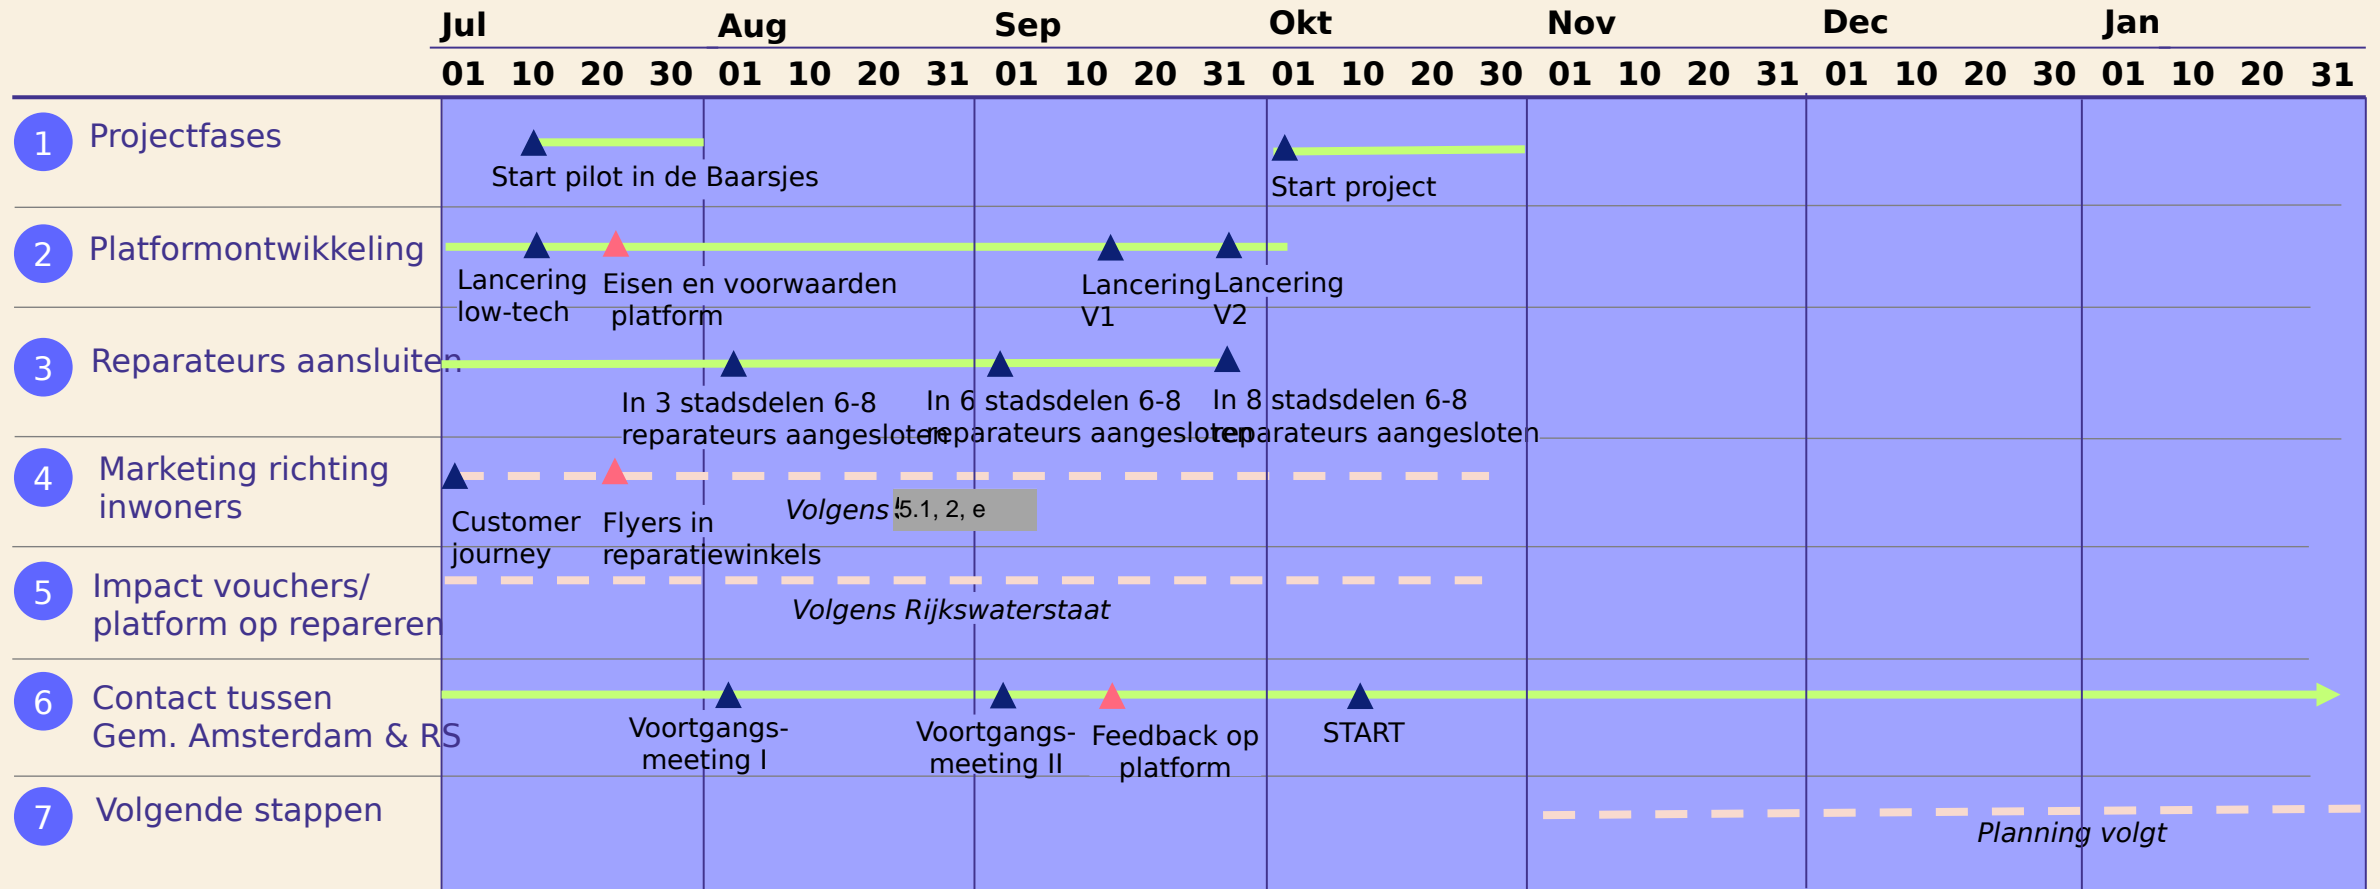 Jul Aug Sep Okt Nov Dec Jan
01 10 20 30 01 10 20 31 01 10 20 31 01 10 20 30 01 10 20 31 01 10 20 30 01 10 20 31
1 Projectfases
Start pilot in de Baarsjes
Start project
2 Platformontwikkeling
Lancering
low-tech
Eisen en voorwaarden
platform
Lancering
V1
Lancering
V2
3 Reparateurs aansluiten
In 3 stadsdelen 6-8
reparateurs aangesloten
In 6 stadsdelen 6-8
reparateurs aangesloten
In 8 stadsdelen 6-8
reparateurs aangesloten
4 Marketing richting
inwoners
Customer
journey
Flyers in
reparatiewinkels
Volgens 5.1, 2, e
5 Impact vouchers/
platform op repareren
Volgens Rijkswaterstaat
6 Contact tussen
Gem. Amsterdam & RS
Voortgangs-
meeting I
Voortgangs-
meeting II
Feedback op
platform
START
7 Volgende stappen
Planning volgt